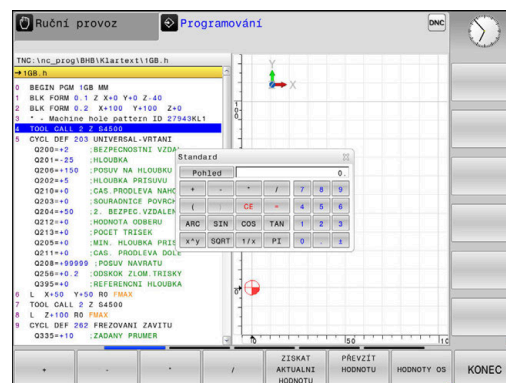 Ruční provoz
Programování
DNC
TNC:\nc_prog\BHB\Klartext\1GB.h
→1GB.h
0 BEGIN PGM 1GB MM
1 BLK FORM 0.1 Z X+0 Y+0 Z-40
2 BLK FORM 0.2 X+100 Y+100 Z+0
3 * - Machine hole pattern ID 27943KL1
4 TOOL CALL 2 Z S4500
5 CYCL DEF 203 UNIVERSAL-VRTANI
Q200=+2 ;BEZPECNOSTNI VZDAL
Q201=-25 ;HLOUBKA
Q206=+150 ;POSUV NA HLOUBKU
Q202=+5 ;HLOUBKA PRISUVU
Q210=+0 ;CAS.PRODLEVA NAHO
Q203=+0 ;SOURADNICE POVRCH
Q204=+50 ;2. BEZPEC.VZDALEN
Q212=+0 ;HODNOTA ODBERU
Q213=+0 ;POCET TRISEK
Q205=+0 ;MIN. HLOUBKA PRIS
Q211=+0 ;CAS. PRODLEVA DOLE
Q208=+99999 ;POSUV NAVRATU
Q256=+0.2 ;ODSKOK ZLOM.TRISKY
Q395=+0 ;REFERENCNI HLOUBKA
6 L X+50 Y+50 R0 FMAX
7 TOOL CALL 2 Z S4500
8 L Z+100 R0 FMAX
9 CYCL DEF 262 FREZOVANI ZAVITU
Q335=+10 ;ZADANY PRUMER
Y
X
Standard
Pohled 0.
+ - * / 7 8 9
( ) CE = 4 5 6
ARC SIN COS TAN 1 2 3
x^y SQRT 1/x PI 0 . ±
0
0 50
+ - * /
ZISKAT AKTUALNI HODNOTU
PŘEVZÍT HODNOTU
HODNOTY OS
KONEC